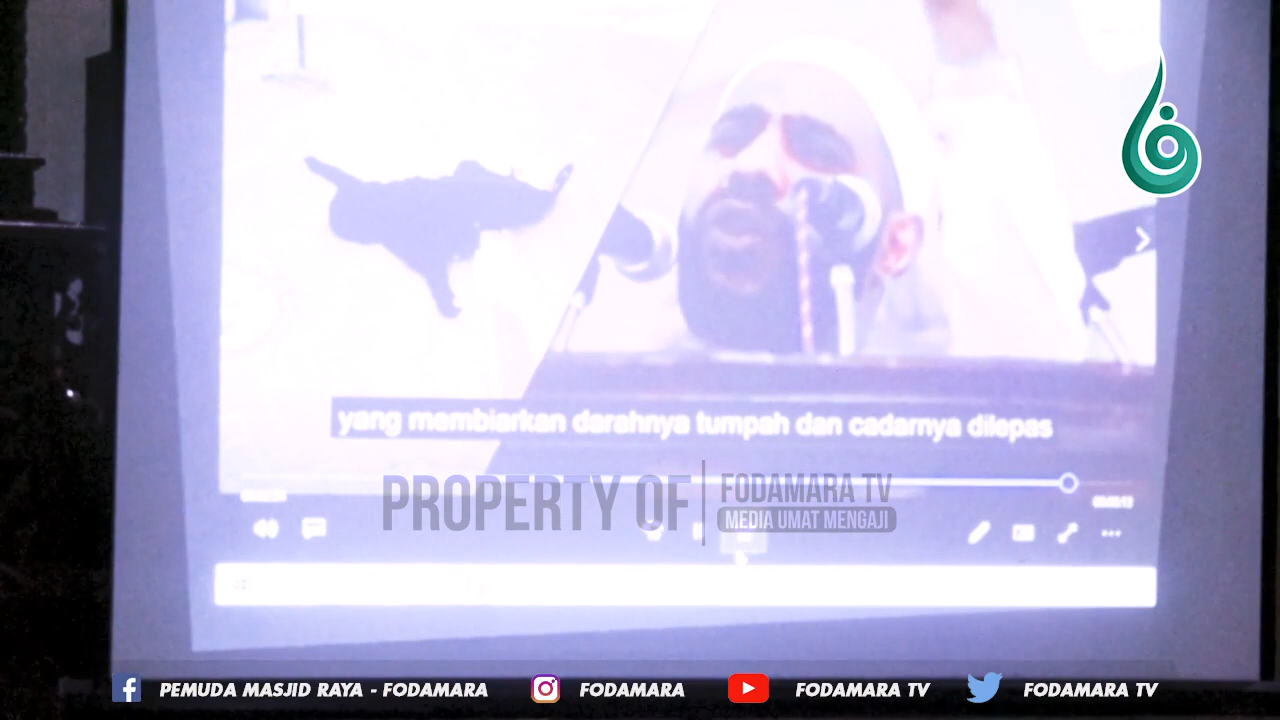 yang membiarkan darahnya tumpah dan cadarnya dilepas
PROPERTY OF
FODAMARA TV
MEDIA UMAT MENGAJI
PEMUDA MASJID RAYA - FODAMARA
FODAMARA
FODAMARA TV
FODAMARA TV